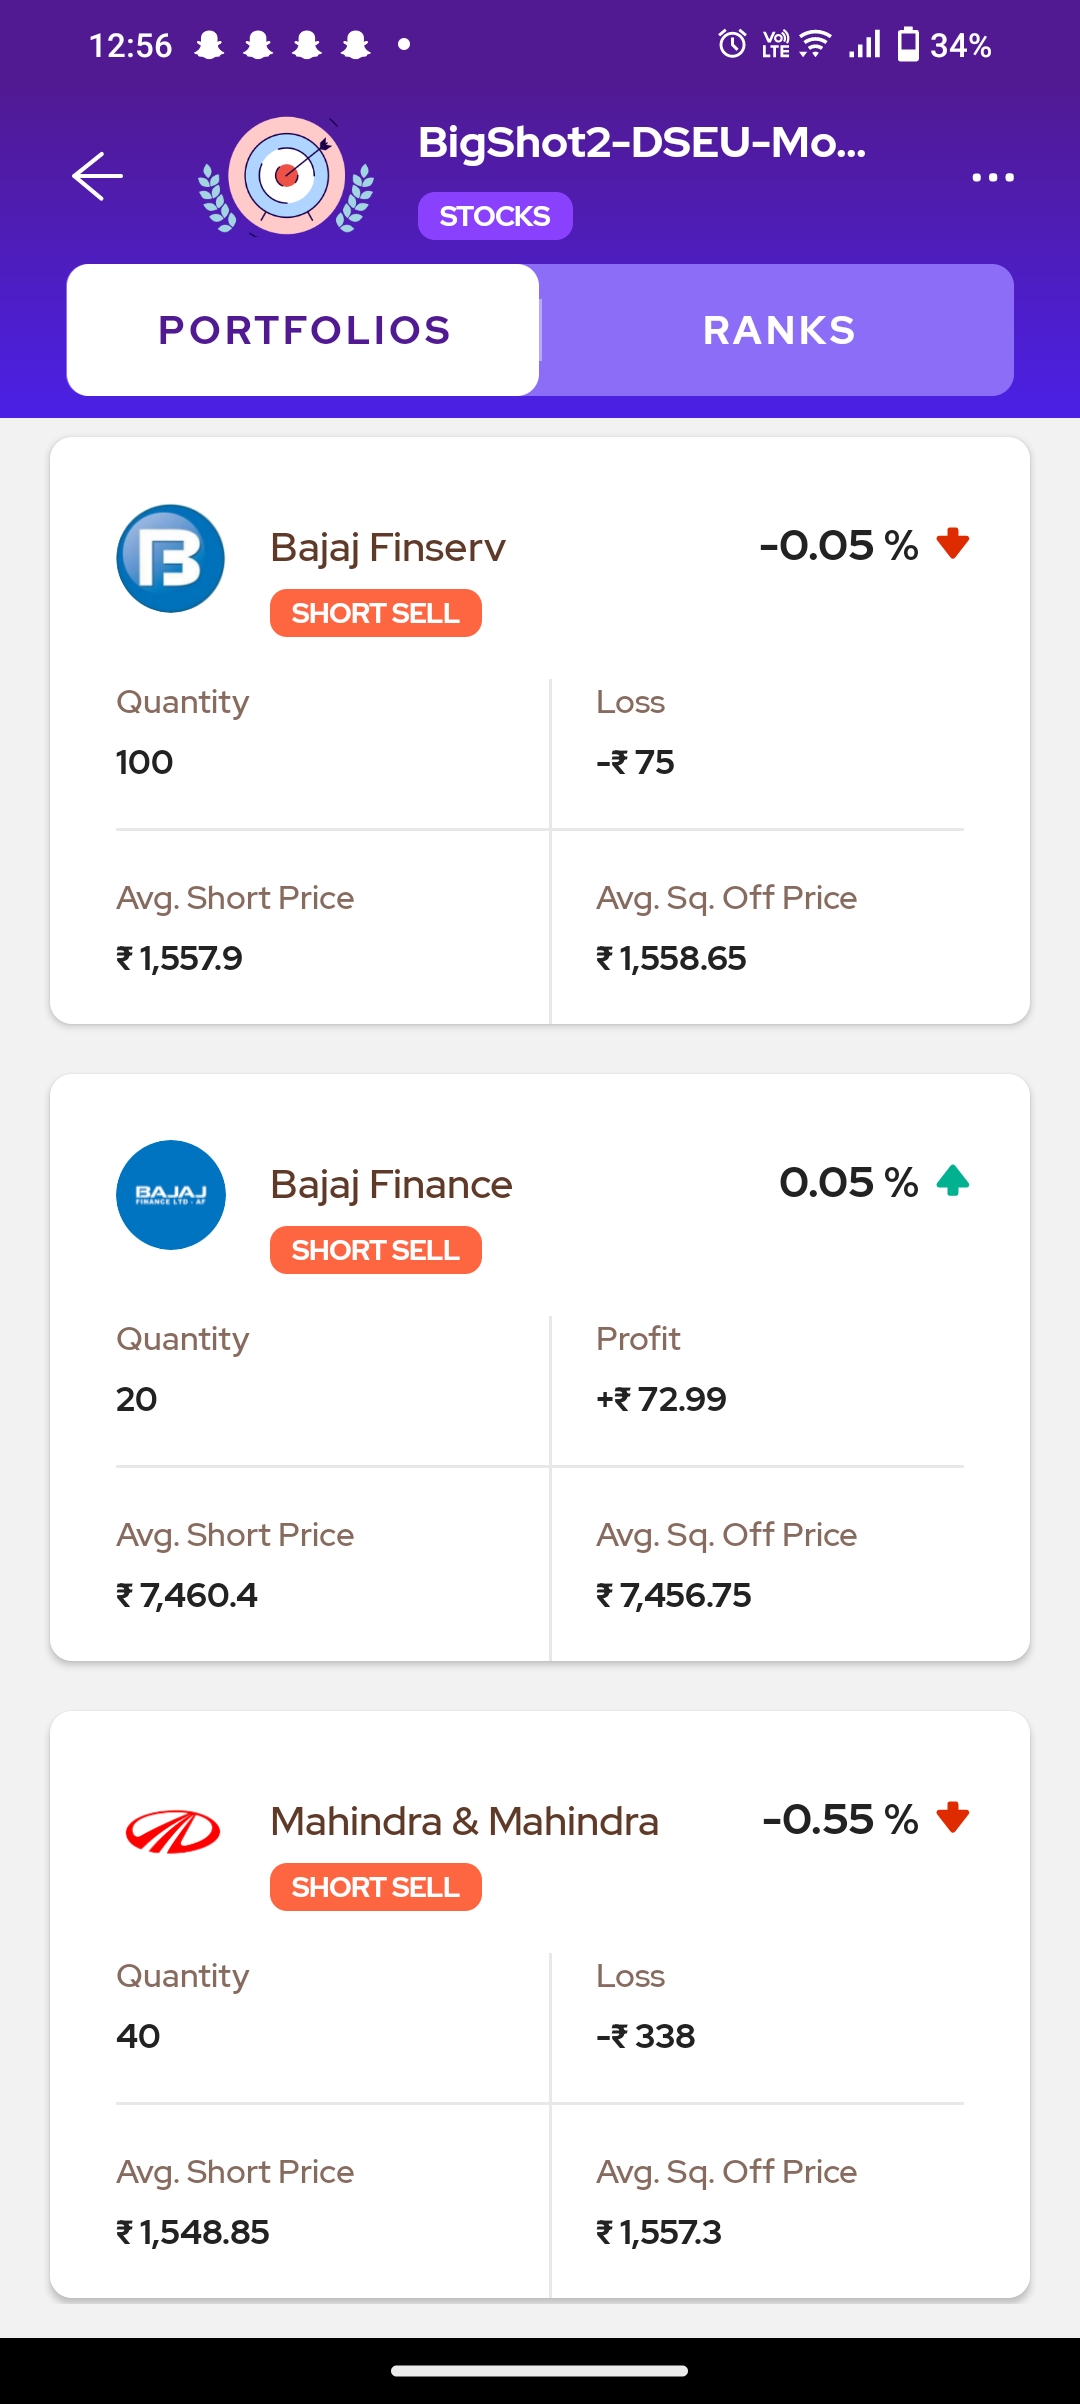 12:56 VoLTE 34%
BigShot2-DSEU-Mo...
STOCKS
PORTFOLIOS RANKS
Bajaj Finserv -0.05 %
SHORT SELL
Quantity Loss
100 -₹ 75
Avg. Short Price Avg. Sq. Off Price
₹ 1,557.9 ₹ 1,558.65
BAJAJ
FINANCE LTD - AF
Bajaj Finance 0.05 %
SHORT SELL
Quantity Profit
20 +₹ 72.99
Avg. Short Price Avg. Sq. Off Price
₹ 7,460.4 ₹ 7,456.75
Mahindra & Mahindra -0.55 %
SHORT SELL
Quantity Loss
40 -₹ 338
Avg. Short Price Avg. Sq. Off Price
₹ 1,548.85 ₹ 1,557.3